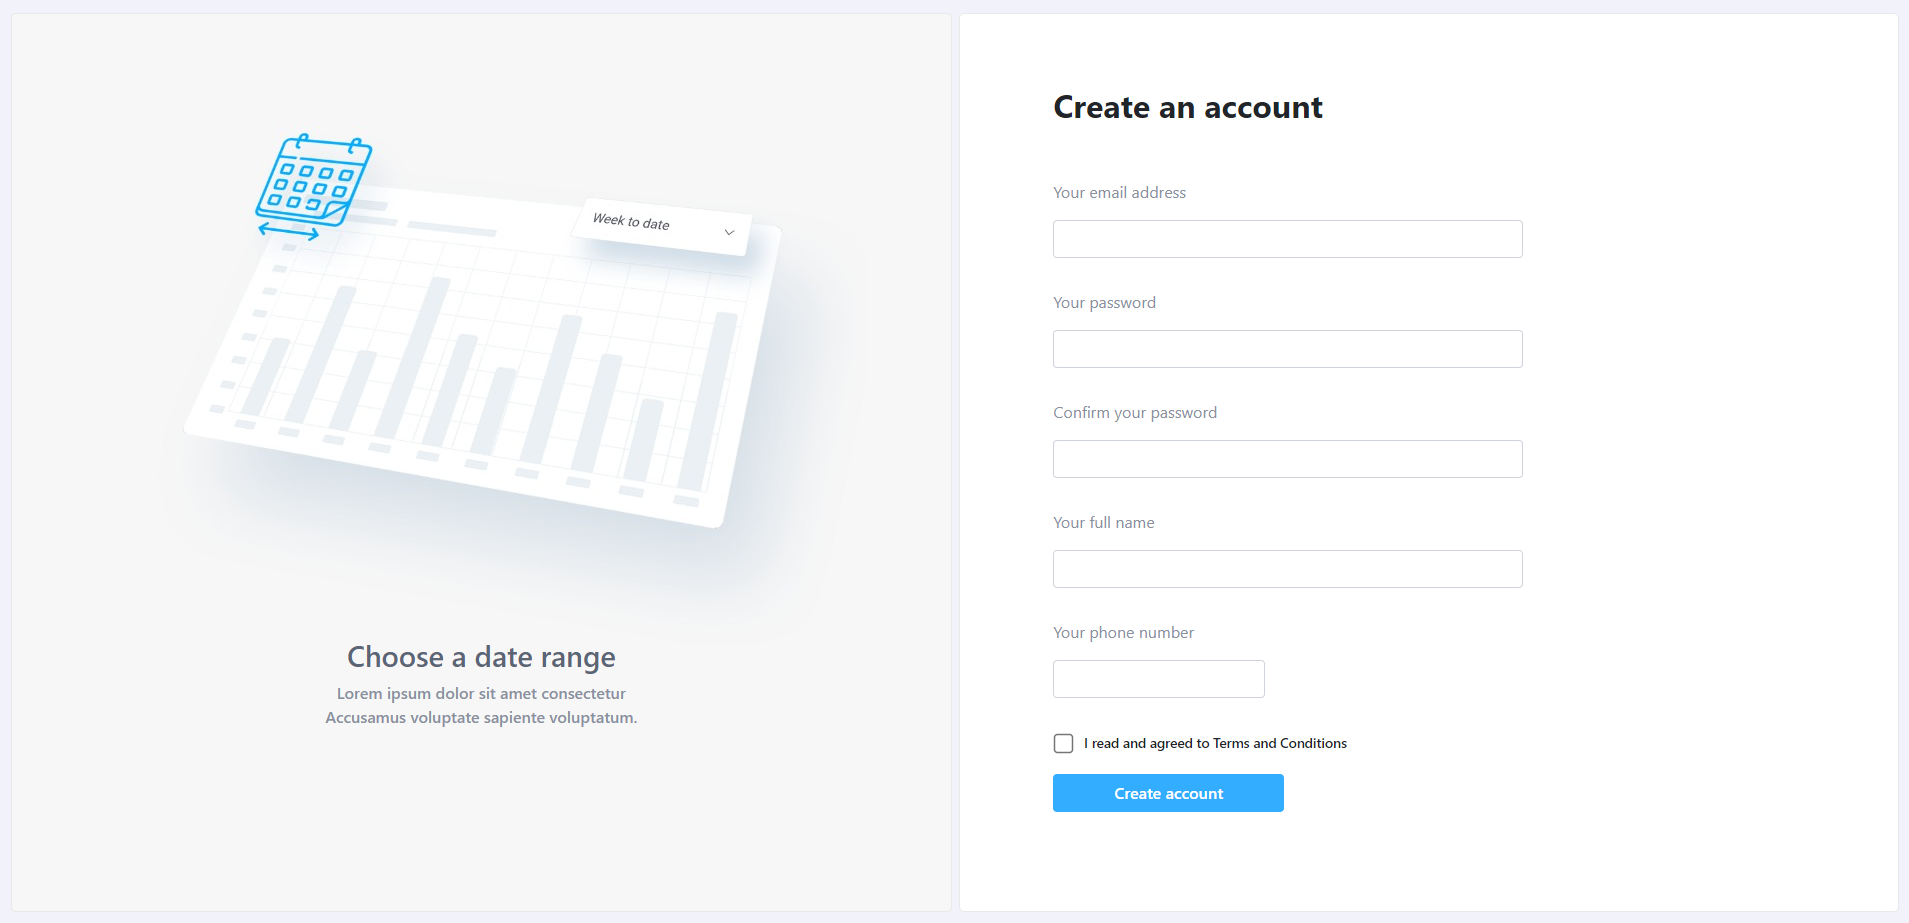 Week to date
Choose a date range
Lorem ipsum dolor sit amet consectetur
Accusamus voluptate sapiente voluptatum.
Create an account
Your email address
Your password
Confirm your password
Your full name
Your phone number
I read and agreed to Terms and Conditions
Create account